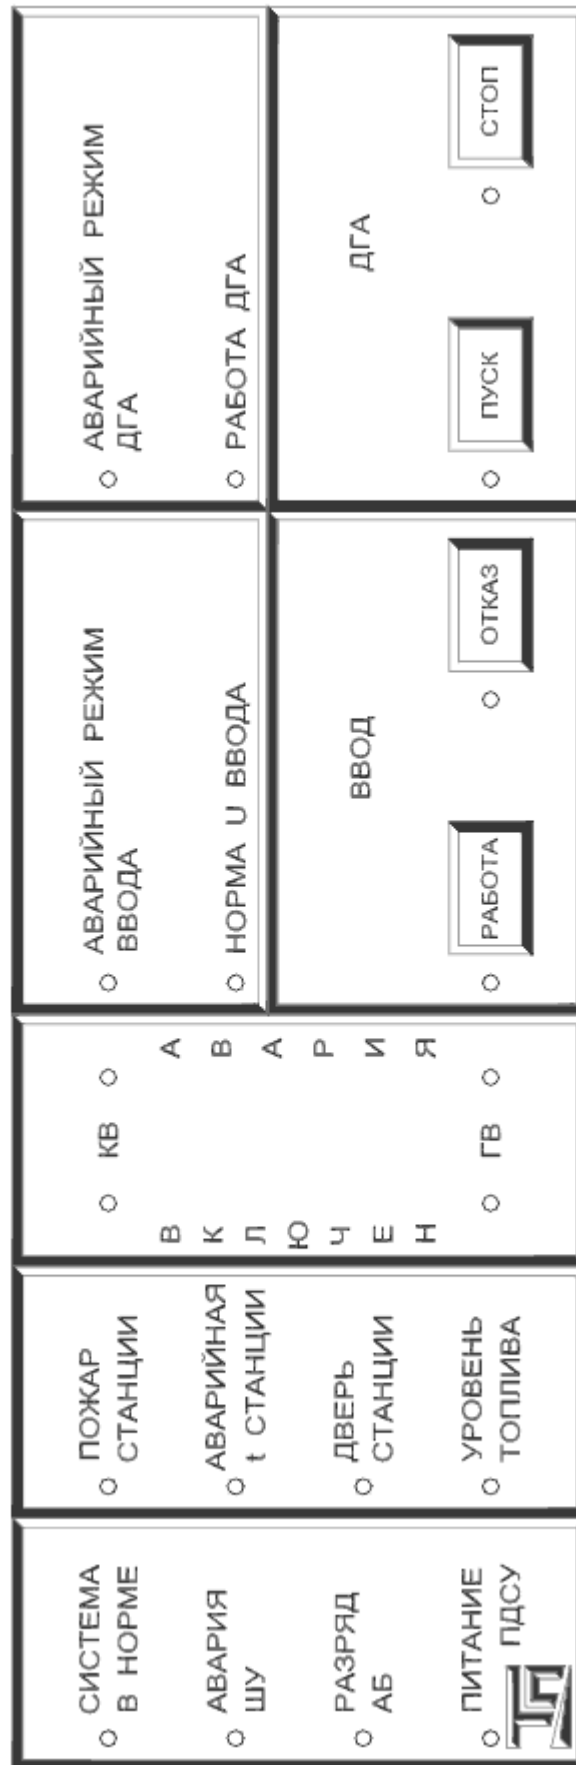 СИСТЕМА
В НОРМЕ
АВАРИЯ
ШУ
РАЗРЯД
АБ
ПИТАНИЕ
ПДСУ
ПОЖАР
СТАНЦИИ
АВАРИЙНАЯ
t СТАНЦИИ
ДВЕРЬ
СТАНЦИИ
УРОВЕНЬ
ТОПЛИВА
КВ
ВКЛЮЧЕН
АВАРИЯ
ГВ
АВАРИЙНЫЙ РЕЖИМ
ВВОДА
НОРМА U ВВОДА
ВВОД
РАБОТА
ОТКАЗ
АВАРИЙНЫЙ РЕЖИМ
ДГА
РАБОТА ДГА
ДГА
ПУСК
СТОП